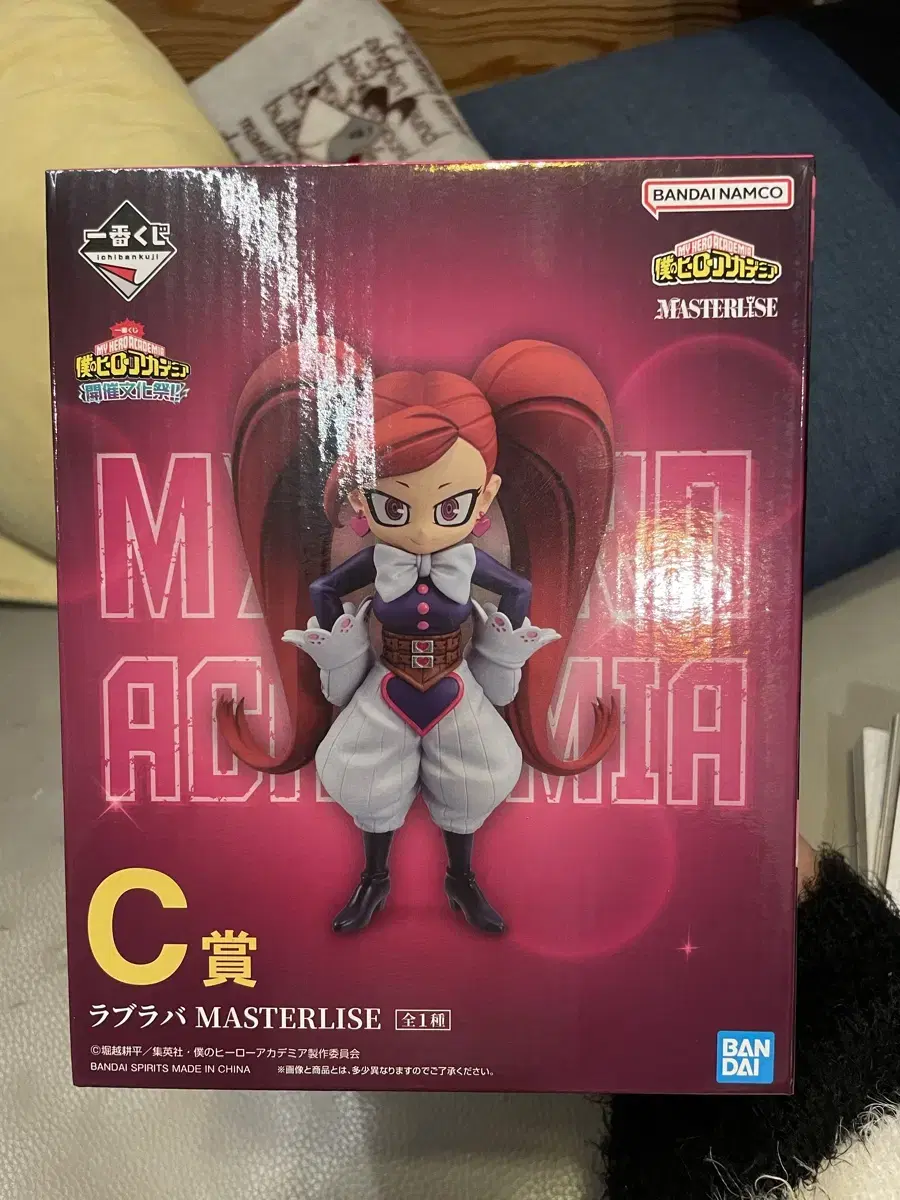 一番くじ
ichibankuji
一番くじ
MY HERO ACADEMIA
僕のヒーローアカデミア
開催文化祭!!
BANDAI NAMCO
MY HERO ACADEMIA
僕のヒーローアカデミア
MASTERLISE
MY
ACADEMIA
C賞
ラブラバ MASTERLISE 全1種
©堀越耕平／集英社・僕のヒーローアカデミア製作委員会
BANDAI SPIRITS MADE IN CHINA ※画像と商品とは、多少異なりますのでご了承ください。
BAN
DAI